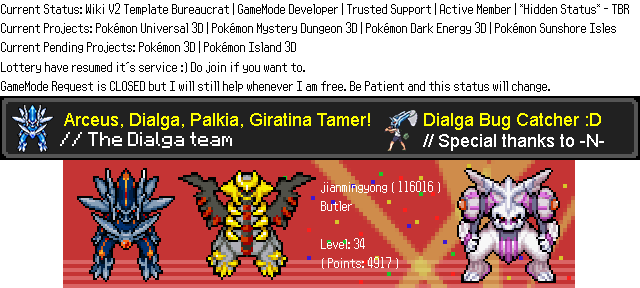 Current Status: Wiki V2 Template Bureaucrat | GameMode Developer | Trusted Support | Active Member | *Hidden Status* - TBR
Current Projects: Pokémon Universal 3D | Pokémon Mystery Dungeon 3D | Pokémon Dark Energy 3D | Pokémon Sunshore Isles
Current Pending Projects: Pokémon 3D | Pokémon Island 3D
Lottery have resumed it´s service :) Do join if you want.
GameMode Request is CLOSED but I will still help whenever I am free. Be Patient and this status will change.
Arceus, Dialga, Palkia, Giratina Tamer!
// The Dialga team
Dialga Bug Catcher :D
// Special thanks to -N-
jianmingyong ( 116016 )
Butler
Level: 34
( Points: 4917 )